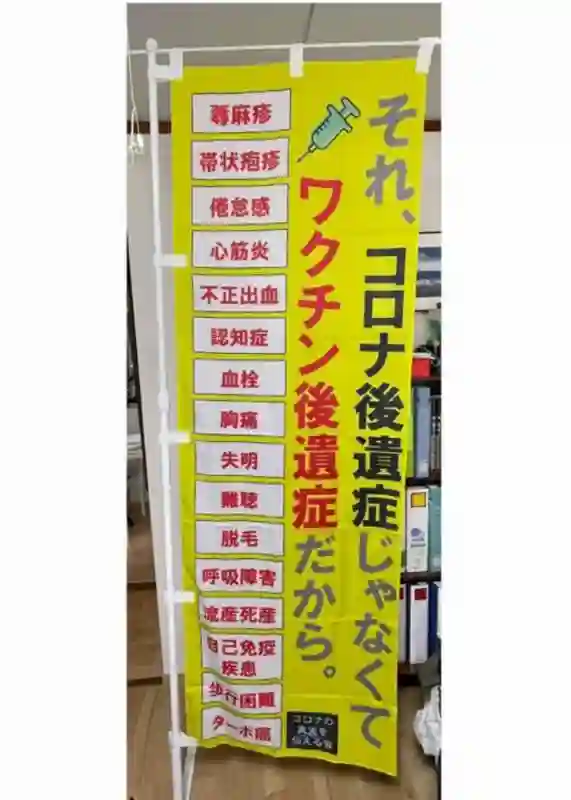 それ、コロナ後遺症じゃなくて
ワクチン後遺症だから。
蕁麻疹
帯状疱疹
倦怠感
心筋炎
不正出血
認知症
血栓
胸痛
失明
難聴
脱毛
呼吸障害
流産死産
自己免疫
疾患
歩行困難
ターボ癌
コロナの
真実を
伝える会